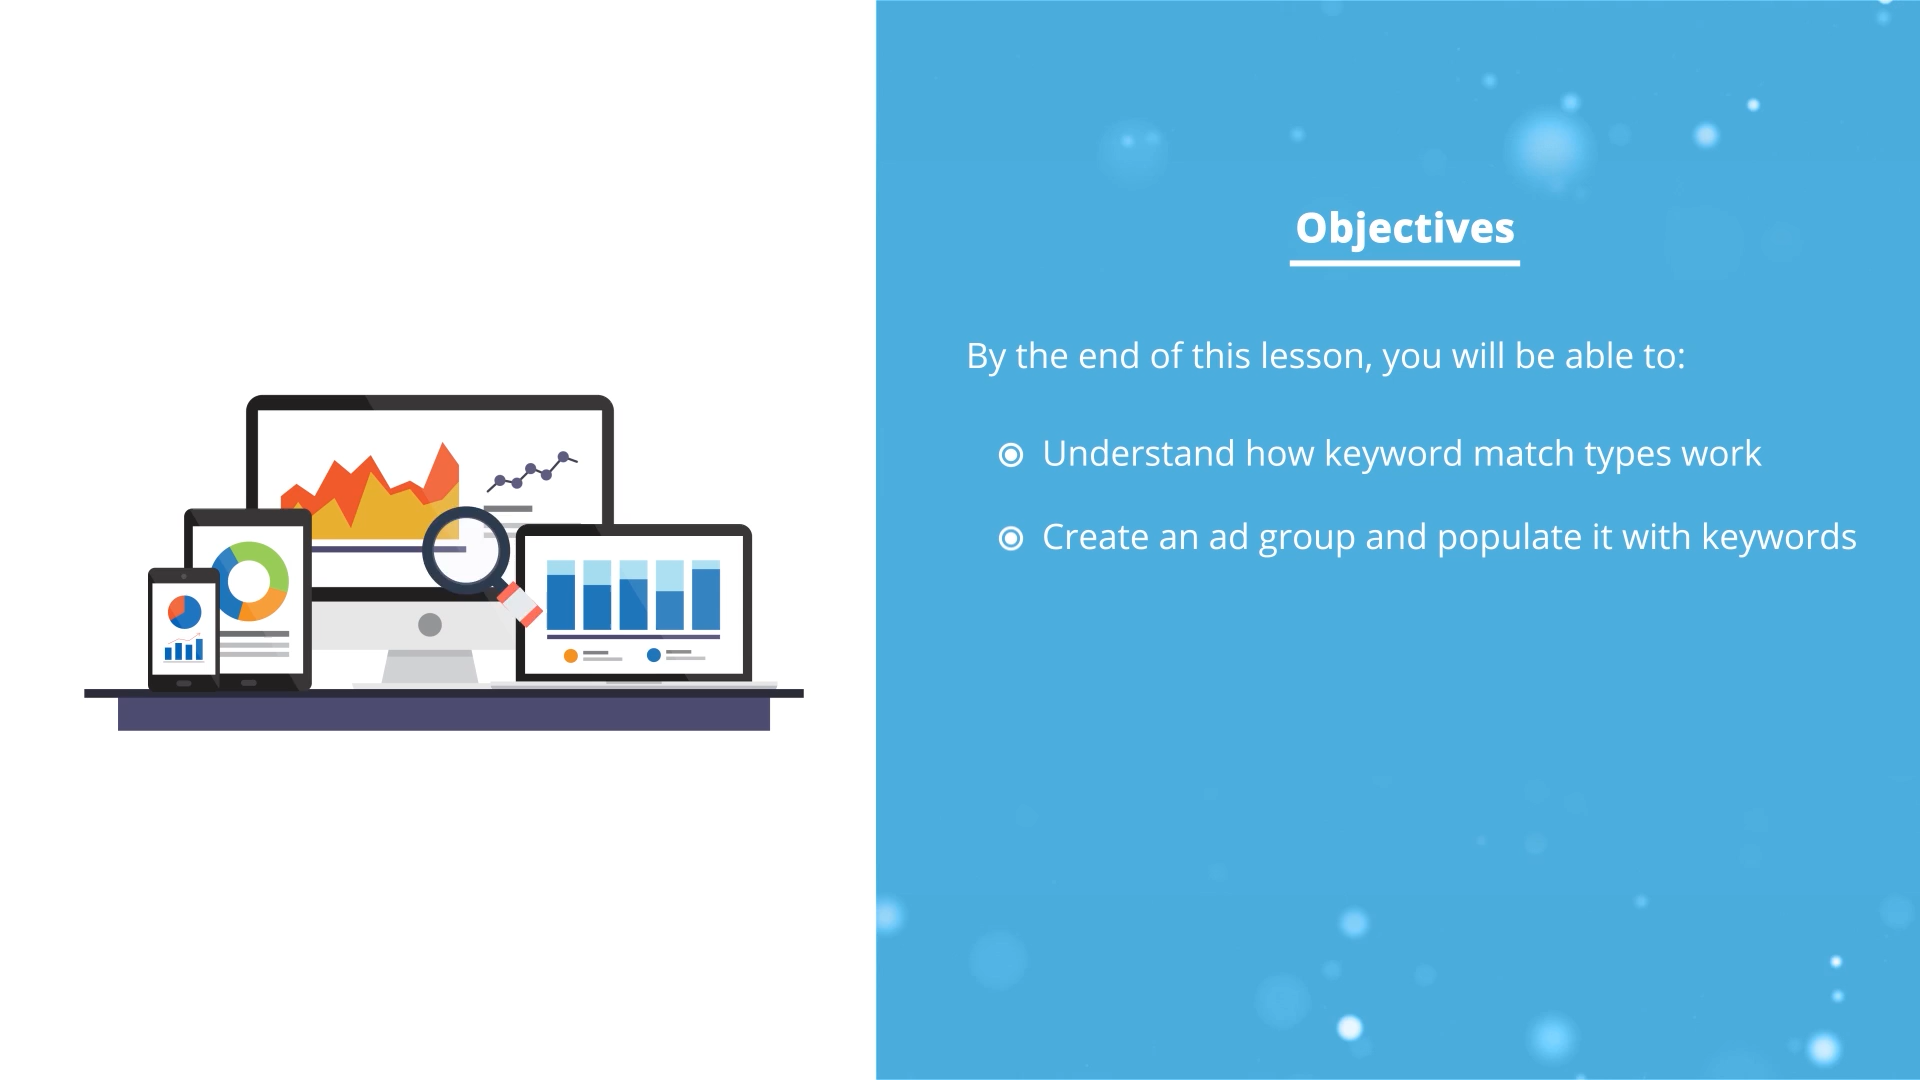 Objectives
By the end of this lesson, you will be able to:
Understand how keyword match types work
Create an ad group and populate it with keywords